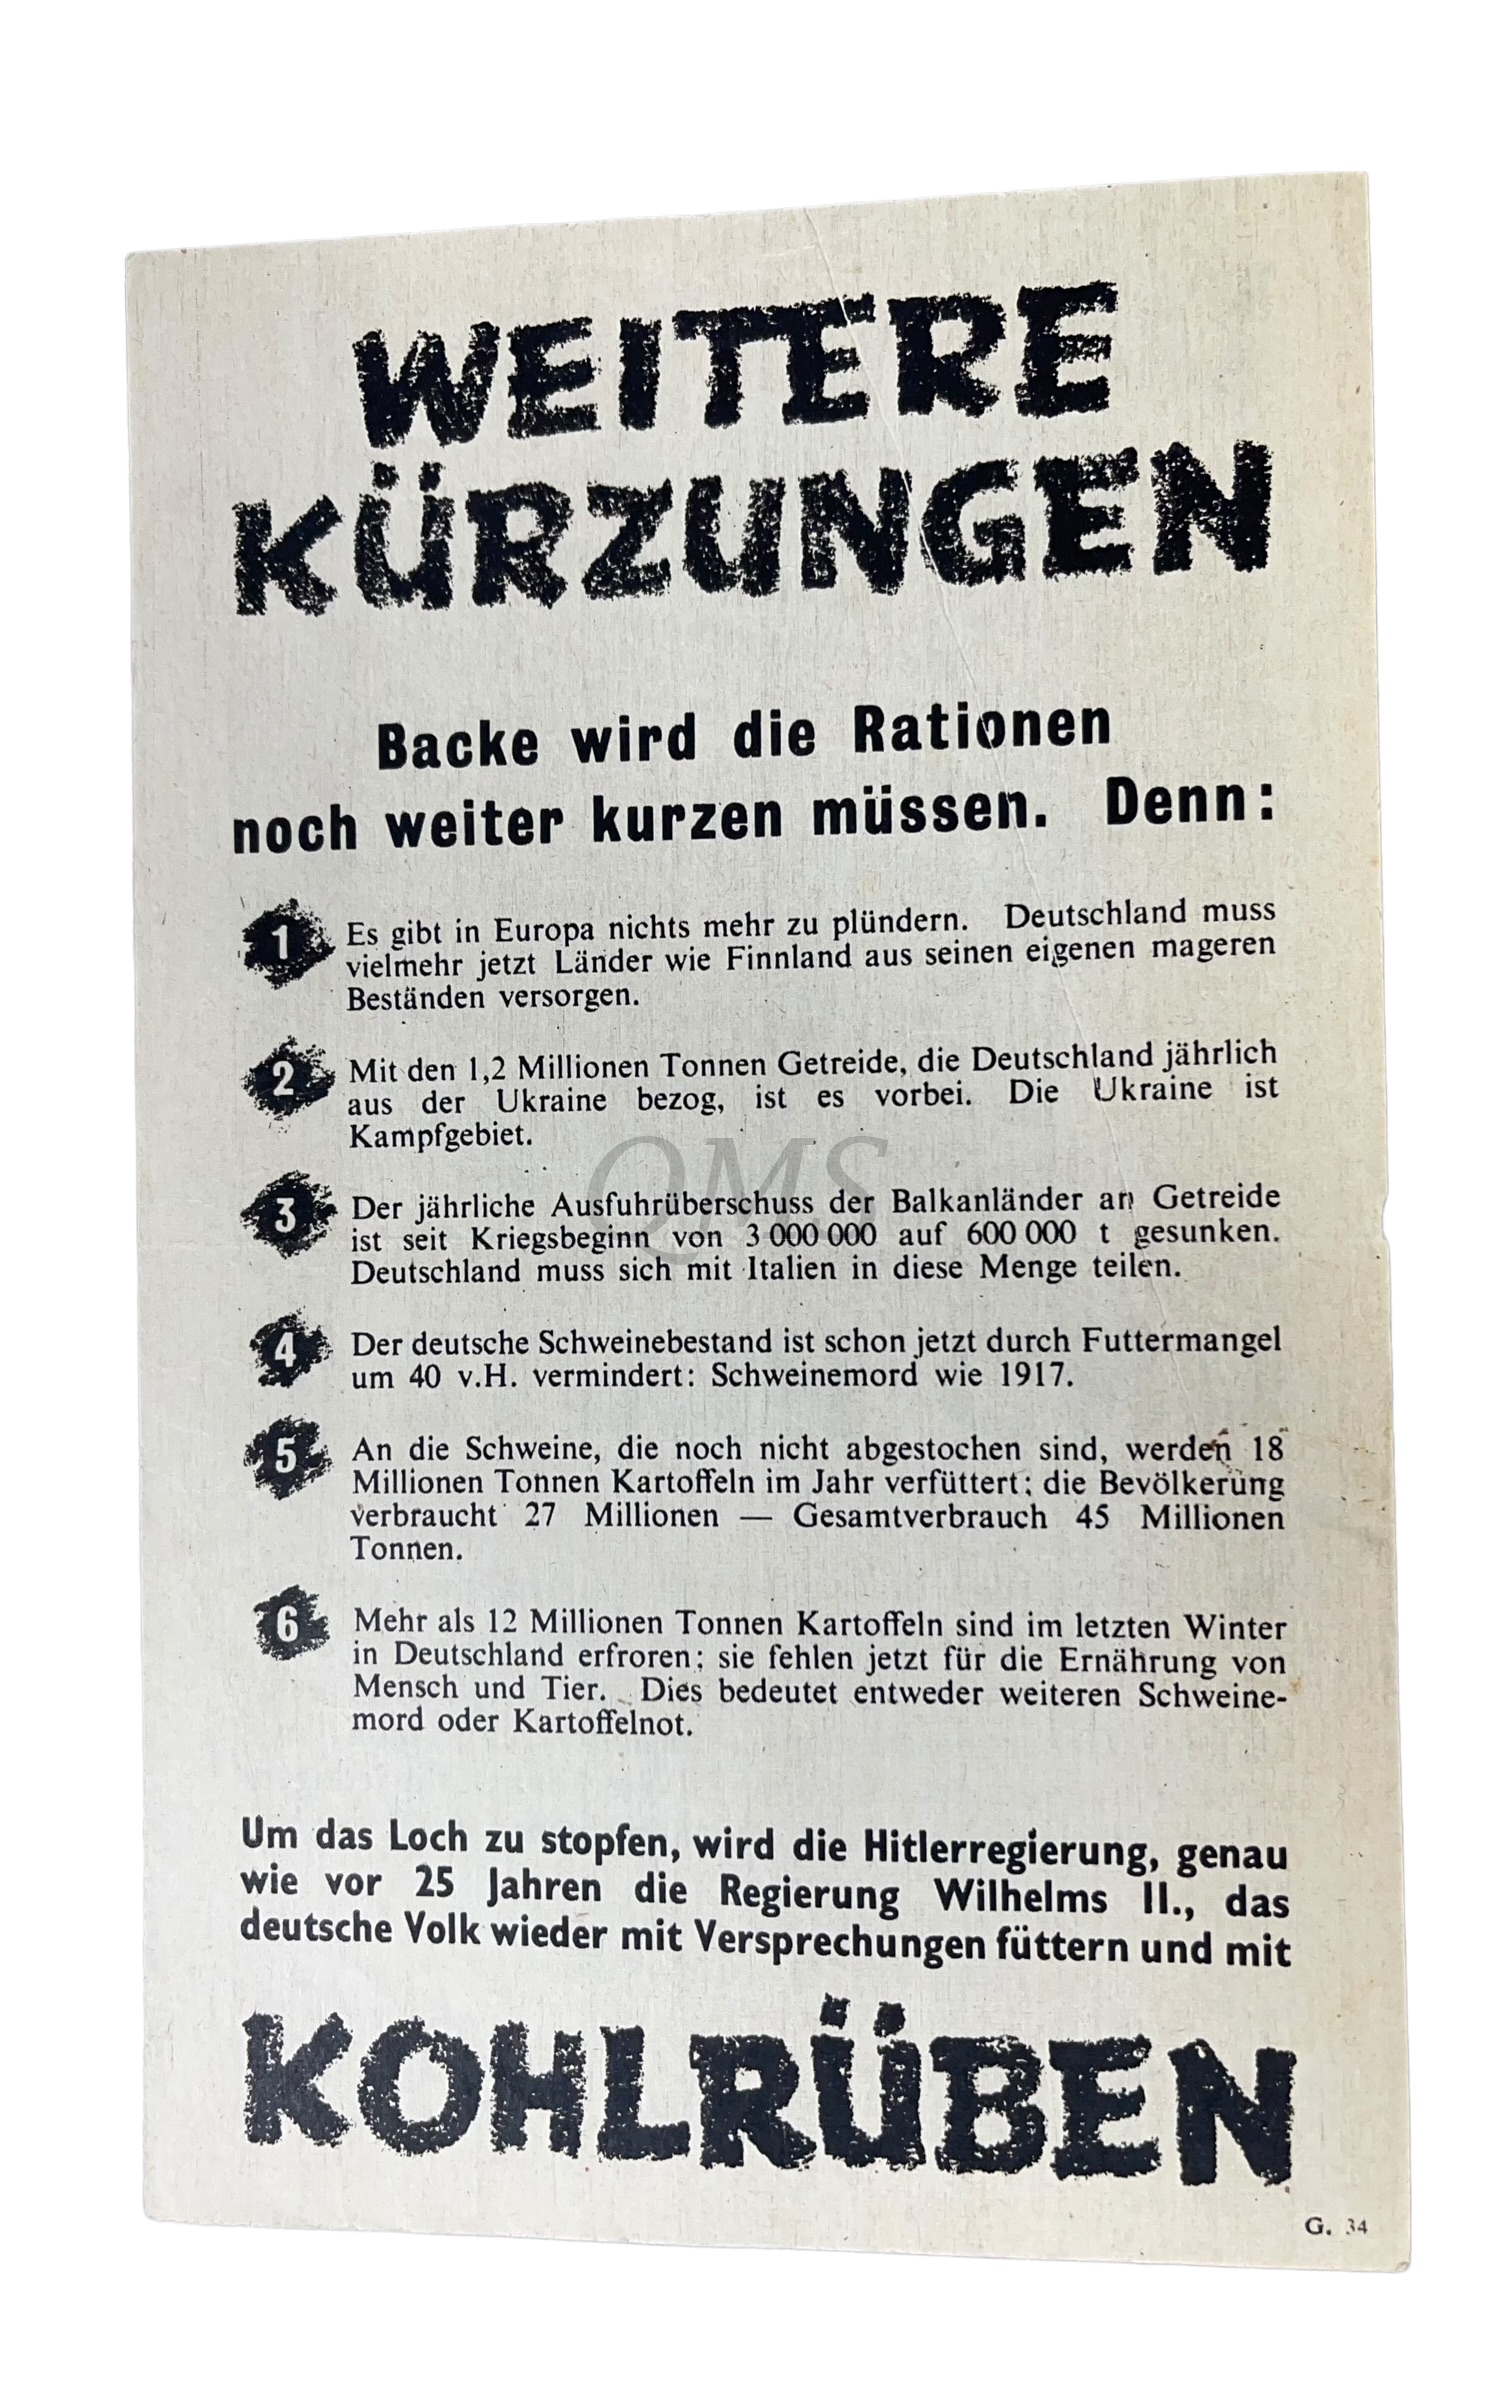 WEITERE
KÜRZUNGEN
Backe wird die Rationen
noch weiter kurzen müssen. Denn:
1 Es gibt in Europa nichts mehr zu plündern. Deutschland muss
vielmehr jetzt Länder wie Finnland aus seinen eigenen mageren
Beständen versorgen.
2 Mit den 1,2 Millionen Tonnen Getreide, die Deutschland jährlich
aus der Ukraine bezog, ist es vorbei. Die Ukraine ist
Kampfgebiet.
QMS
3 Der jährliche Ausfuhrüberschuss der Balkanländer an Getreide
ist seit Kriegsbeginn von 3 000 000 auf 600 000 t gesunken.
Deutschland muss sich mit Italien in diese Menge teilen.
4 Der deutsche Schweinebestand ist schon jetzt durch Futtermangel
um 40 v.H. vermindert: Schweinemord wie 1917.
5 An die Schweine, die noch nicht abgestochen sind, werden 18
Millionen Tonnen Kartoffeln im Jahr verfüttert; die Bevölkerung
verbraucht 27 Millionen — Gesamtverbrauch 45 Millionen
Tonnen.
6 Mehr als 12 Millionen Tonnen Kartoffeln sind im letzten Winter
in Deutschland erfroren; sie fehlen jetzt für die Ernährung von
Mensch und Tier. Dies bedeutet entweder weiteren Schweine-
mord oder Kartoffelnot.
Um das Loch zu stopfen, wird die Hitlerregierung, genau
wie vor 25 Jahren die Regierung Wilhelms II., das
deutsche Volk wieder mit Versprechungen füttern und mit
KOHLRÜBEN
G. 34